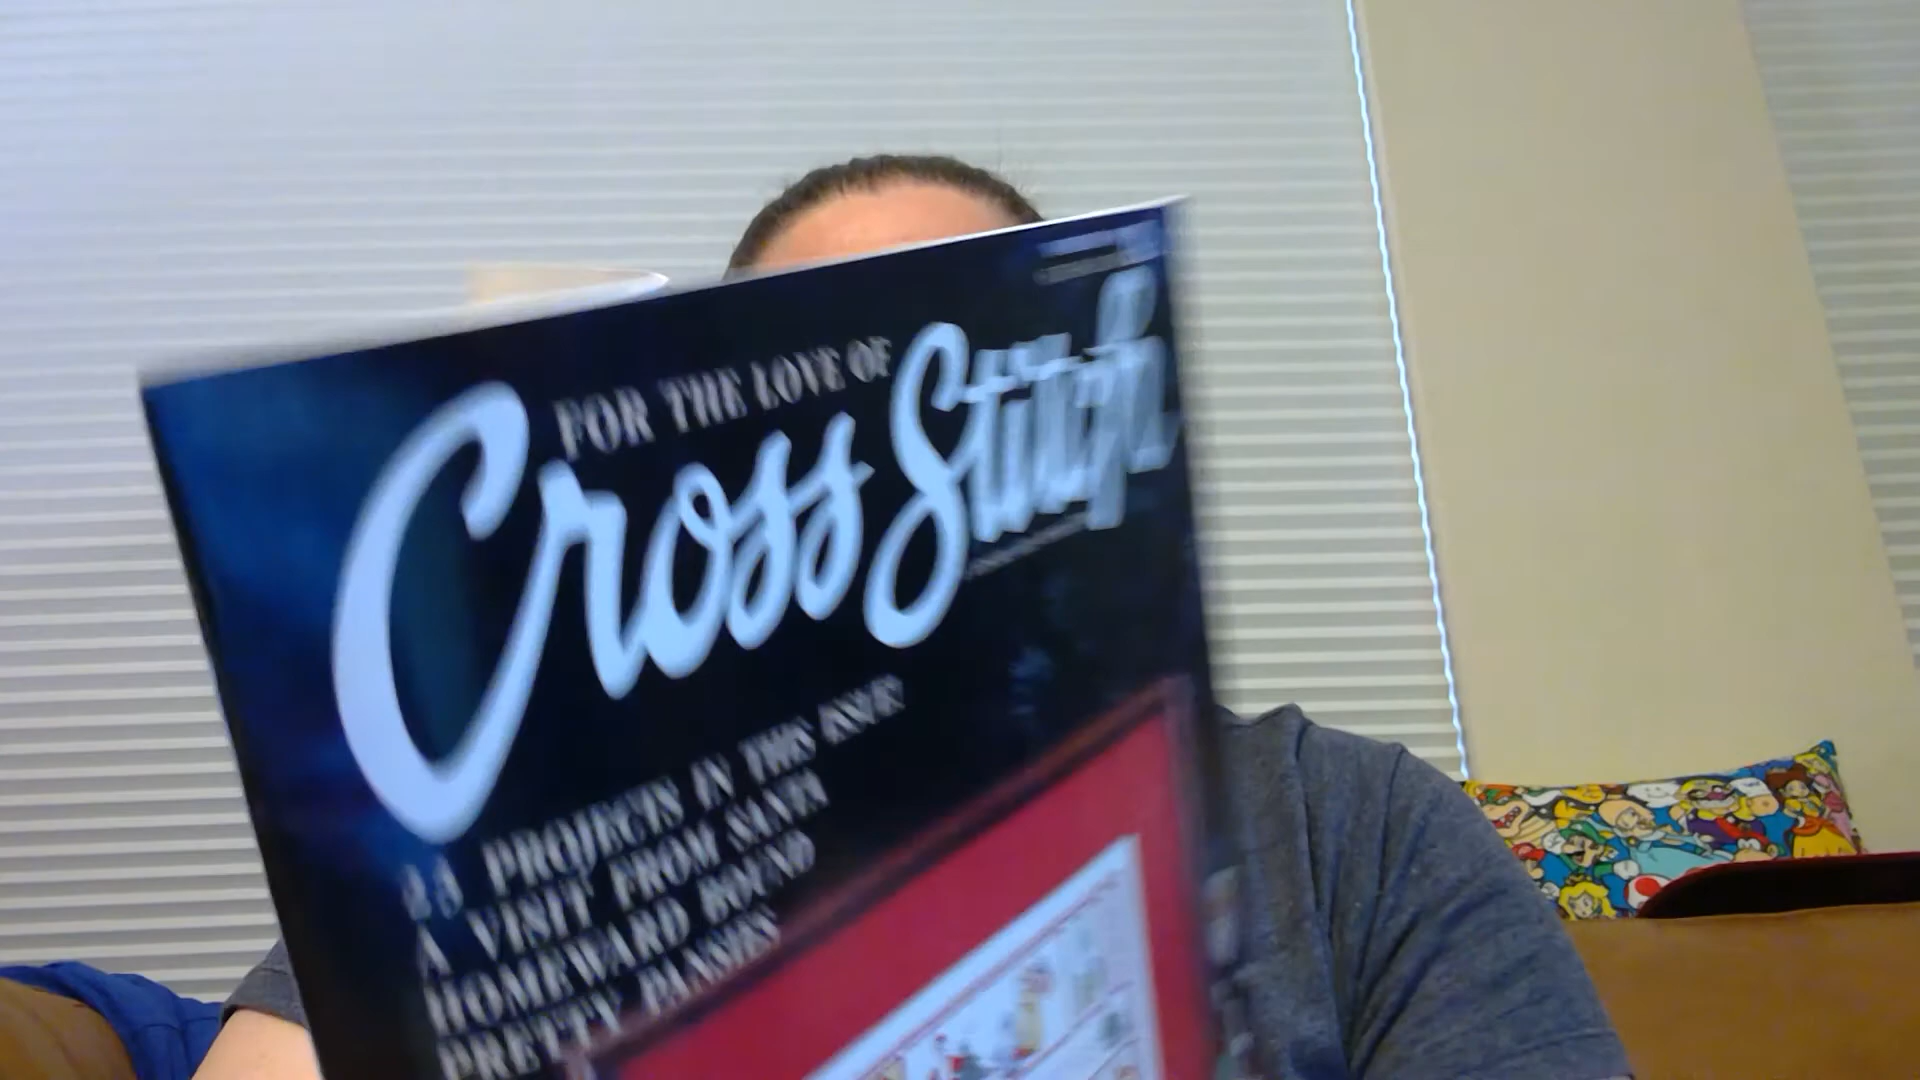 FOR THE LOVE OF
Cross Stitch
PROJECTS IN THIS ISSUE!
A VISIT FROM SANTA
HOMEWARD BOUND
PRETTY PANSIES